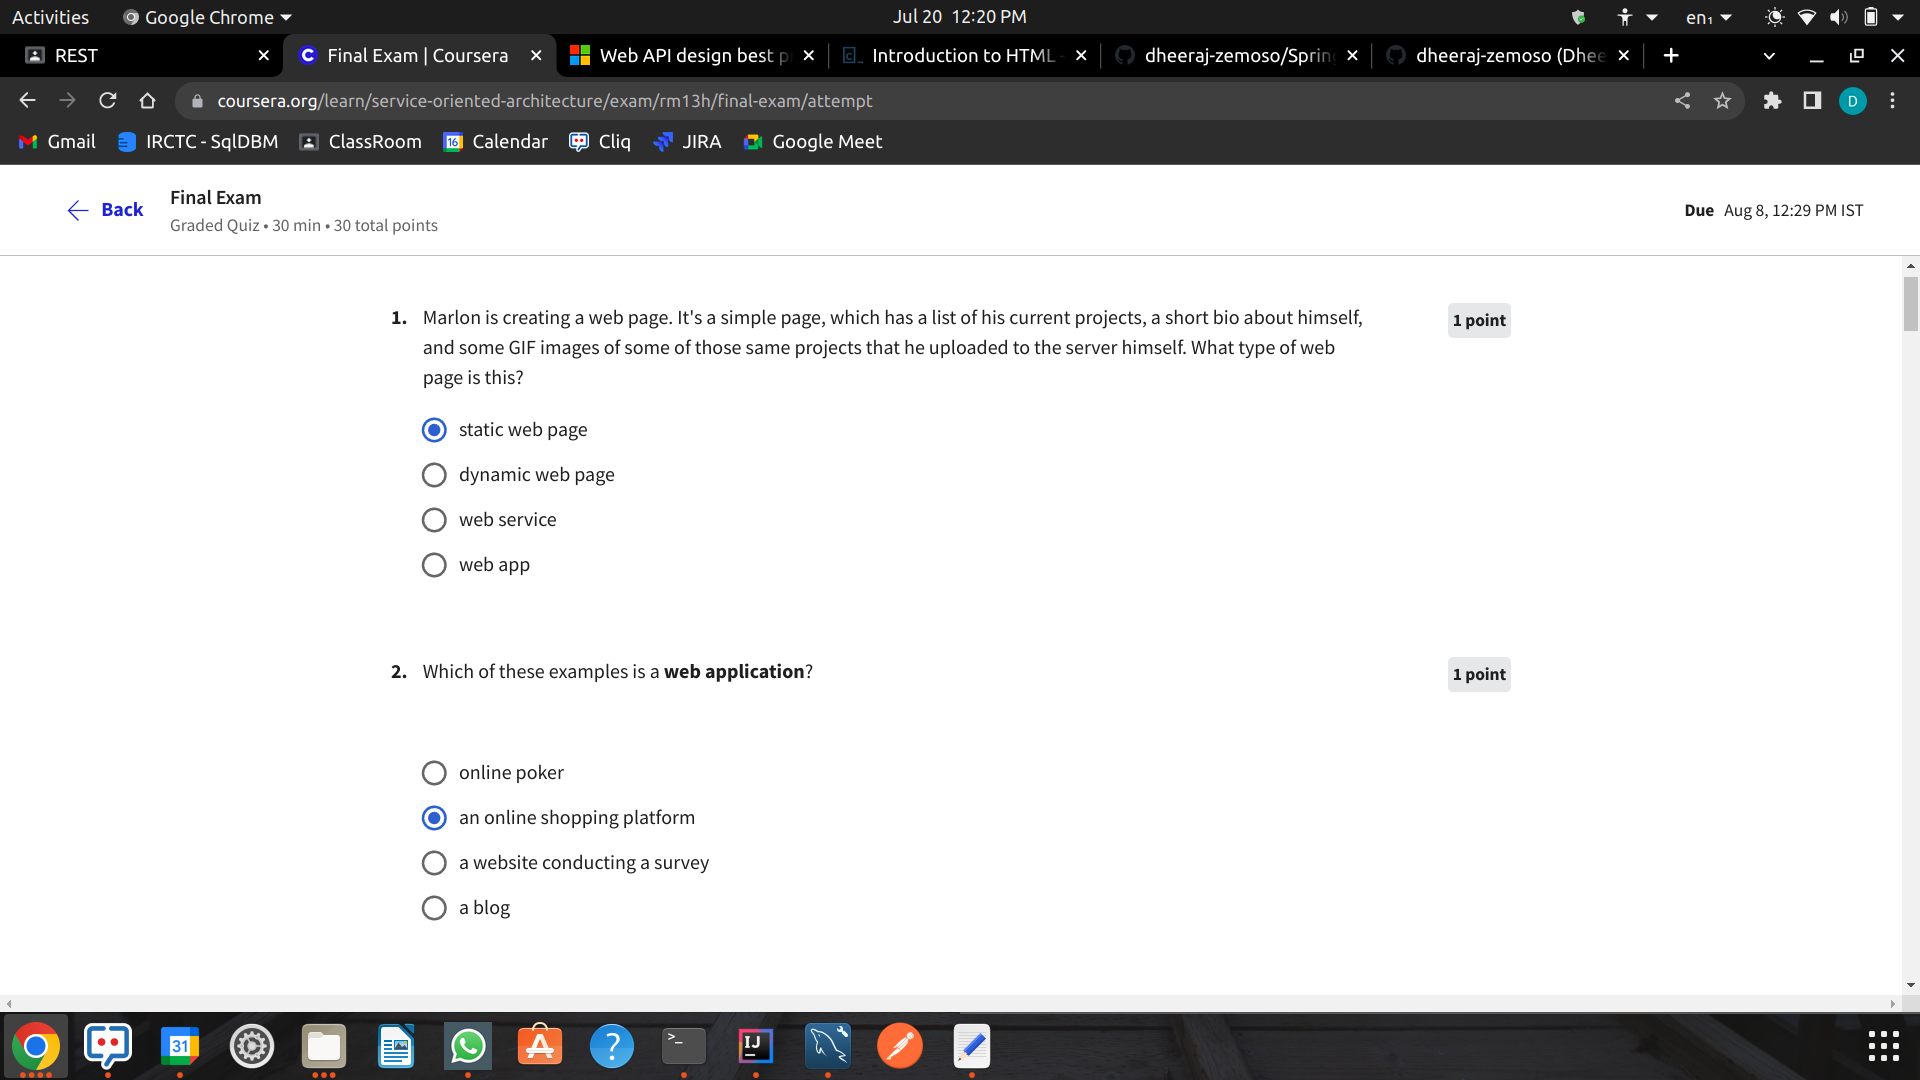 Activities
Google Chrome
Jul 20 12:20 PM
en₁
REST
Final Exam | Coursera
Web API design best p
Introduction to HTML
dheeraj-zemoso/Spring
dheeraj-zemoso (Dhee
coursera.org/learn/service-oriented-architecture/exam/rm13h/final-exam/attempt
D
Gmail
IRCTC - SqlDBM
ClassRoom
16
Calendar
Cliq
JIRA
Google Meet
Back
Final Exam
Graded Quiz • 30 min • 30 total points
Due Aug 8, 12:29 PM IST
1. Marlon is creating a web page. It's a simple page, which has a list of his current projects, a short bio about himself,
and some GIF images of some of those same projects that he uploaded to the server himself. What type of web
page is this?
1 point
static web page
dynamic web page
web service
web app
2. Which of these examples is a web application?
1 point
online poker
an online shopping platform
a website conducting a survey
a blog
31
A
?
>_
IJ